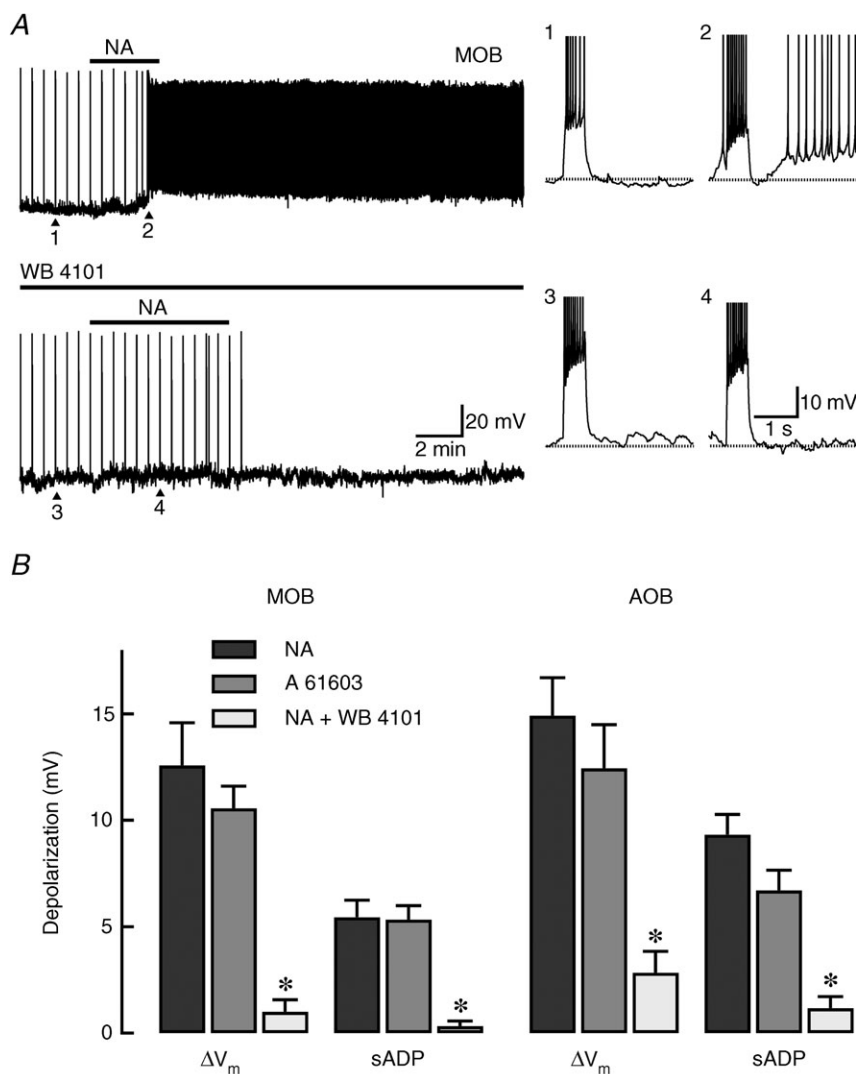 A
NA
MOB
1
2
1
2
WB 4101
NA
20 mV
2 min
3
4
3
4
10 mV
1 s
B
MOB
AOB
NA
A 61603
NA + WB 4101
Depolarization (mV)
15
10
5
0
*
*
*
*
ΔVm
sADP
ΔVm
sADP